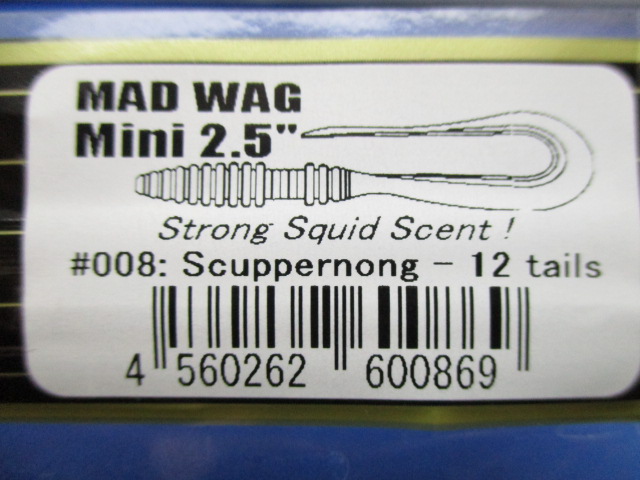 MAD WAG
Mini 2.5"
Strong Squid Scent !
#008: Scuppernong - 12 tails
4 560262 600869